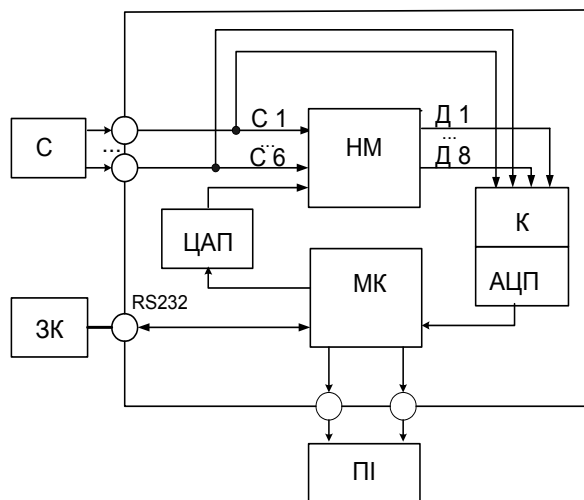 С 1
Д 1
С
...
...
...
НМ
С 6
Д 8
К
ЦАП
МК
АЦП
RS232
ЗК
ПІ